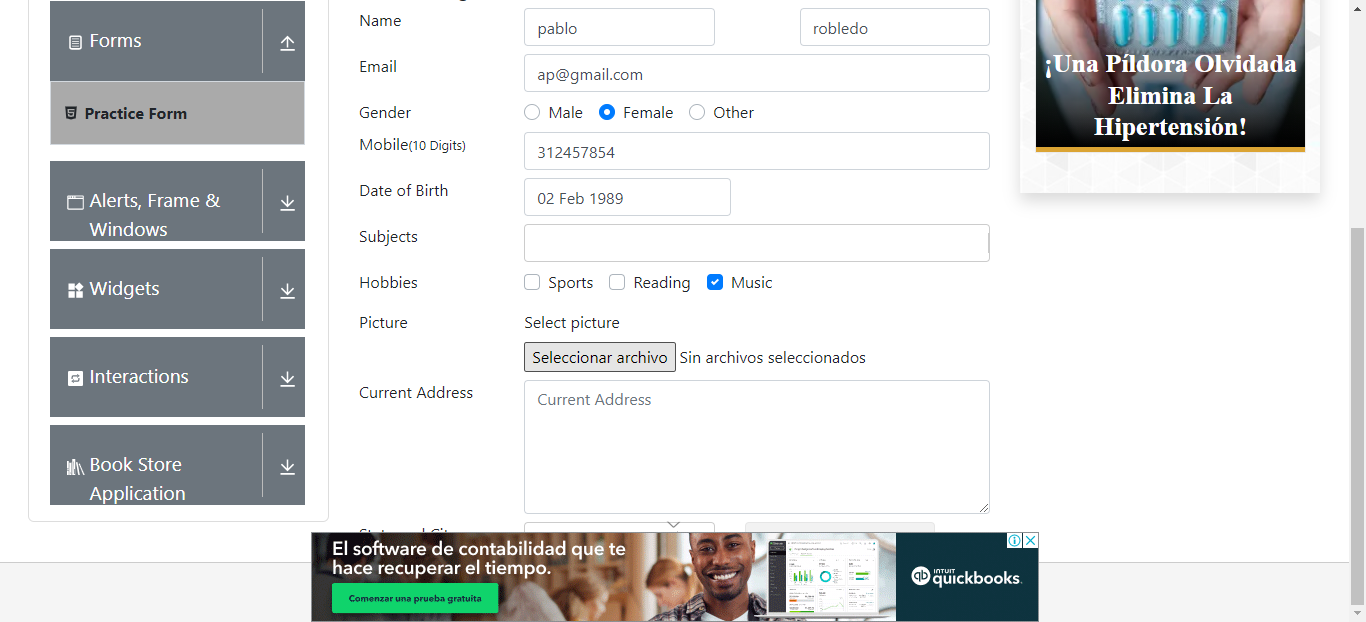 Forms
Practice Form
Alerts, Frame &
Windows
Widgets
Interactions
Book Store
Application
Name
pablo
robledo
Email
ap@gmail.com
Gender
Male
Female
Other
Mobile(10 Digits)
312457854
Date of Birth
02 Feb 1989
Subjects
Hobbies
Sports
Reading
Music
Picture
Select picture
Seleccionar archivo
Sin archivos seleccionados
Current Address
Current Address
¡Una Píldora Olvidada
Elimina La
Hipertensión!
El software de contabilidad que te
hace recuperar el tiempo.
Comenzar una prueba gratuita
INTUIT
quickbooks